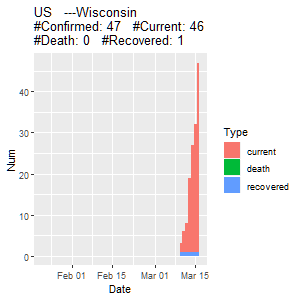 US   ---Wisconsin
#Confirmed: 47   #Current: 46
#Death: 0   #Recovered: 1
Num
40
30
20
10
0
Feb 01   Feb 15   Mar 01   Mar 15
Date
Type
current
death
recovered